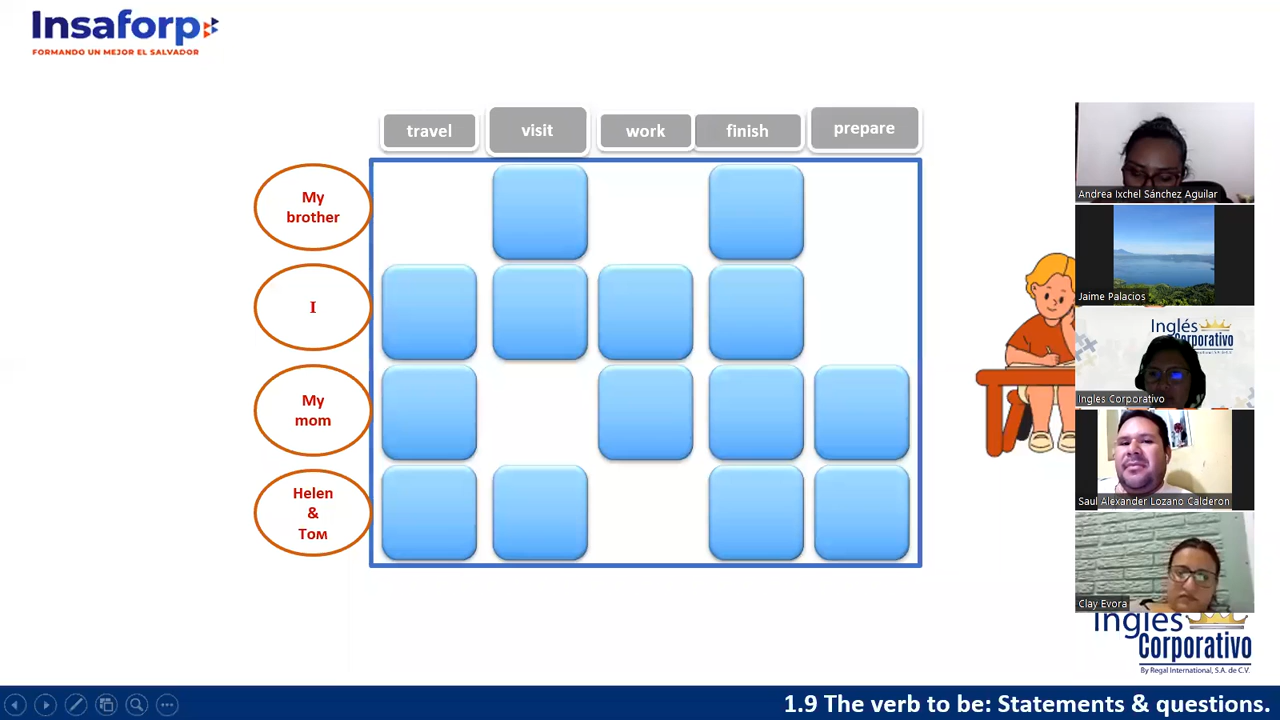 Insaforp
FORMANDO UN MEJOR EL SALVADOR
travel
visit
work
finish
prepare
My
brother
I
My
mom
Helen
&
Tom
Andrea Ixchel Sánchez Aguilar
Jaime Palacios
Inglés
Corporativo
Ingles Corporativo
Saul Alexander Lozano Calderon
Clay Evora
Inglés
Corporativo
By Regal International, S.A. de C.V.
1.9 The verb to be: Statements & questions.